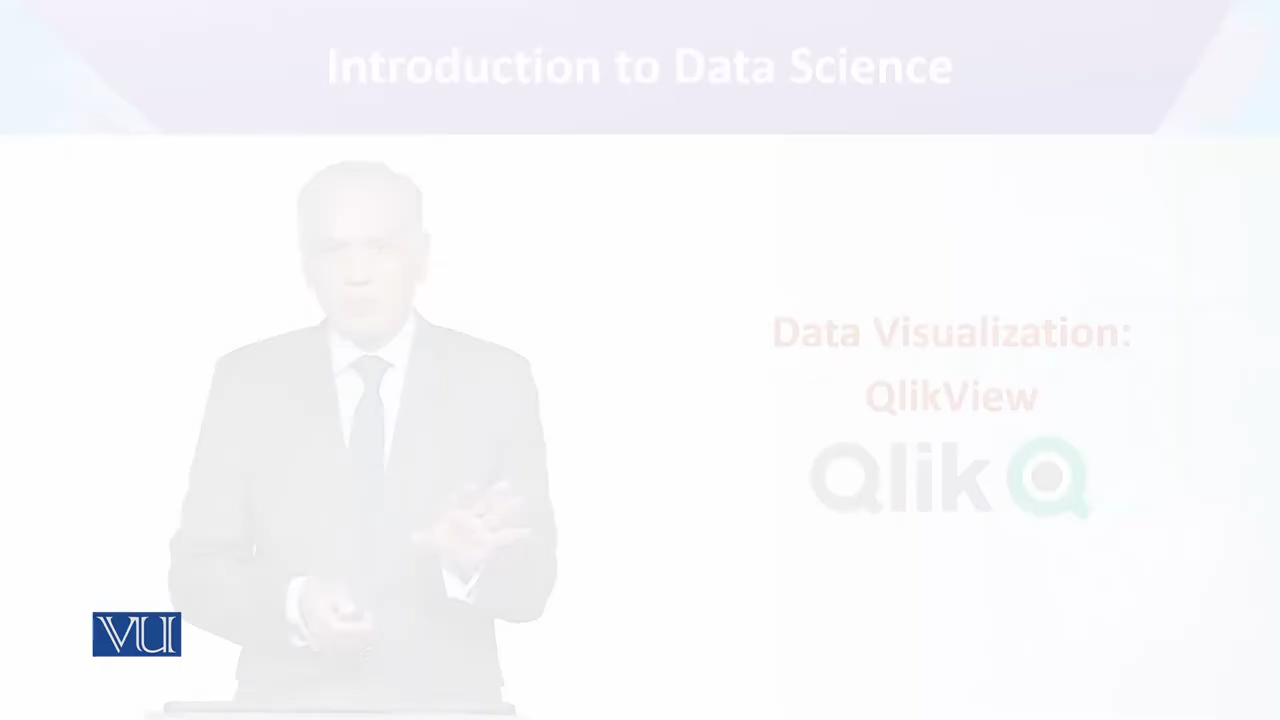 Introduction to Data Science
Data Visualization:
QlikView
Qlik
VU